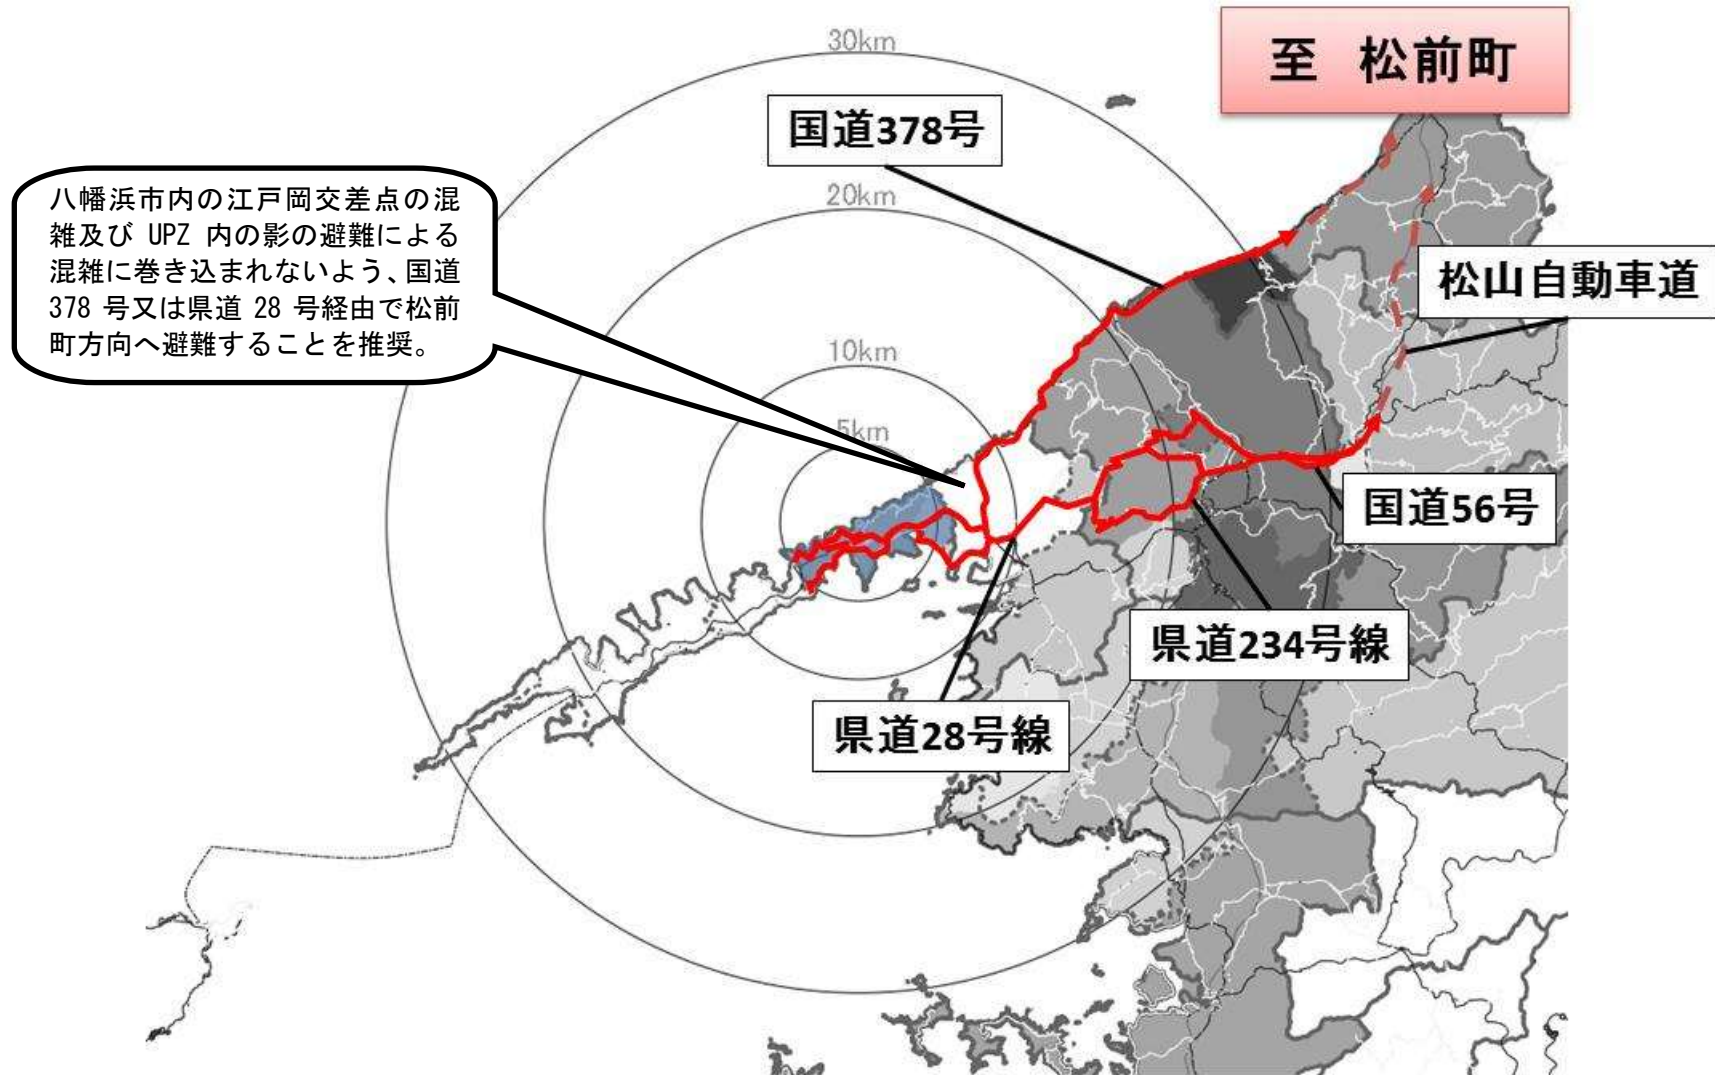 至 松前町
30km
国道378号
八幡浜市内の江戸岡交差点の混
雑及び UPZ 内の影の避難による
混雑に巻き込まれないよう、国道
378 号又は県道 28 号経由で松前
町方向へ避難することを推奨。
20km
松山自動車道
10km
5km
国道56号
県道234号線
県道28号線